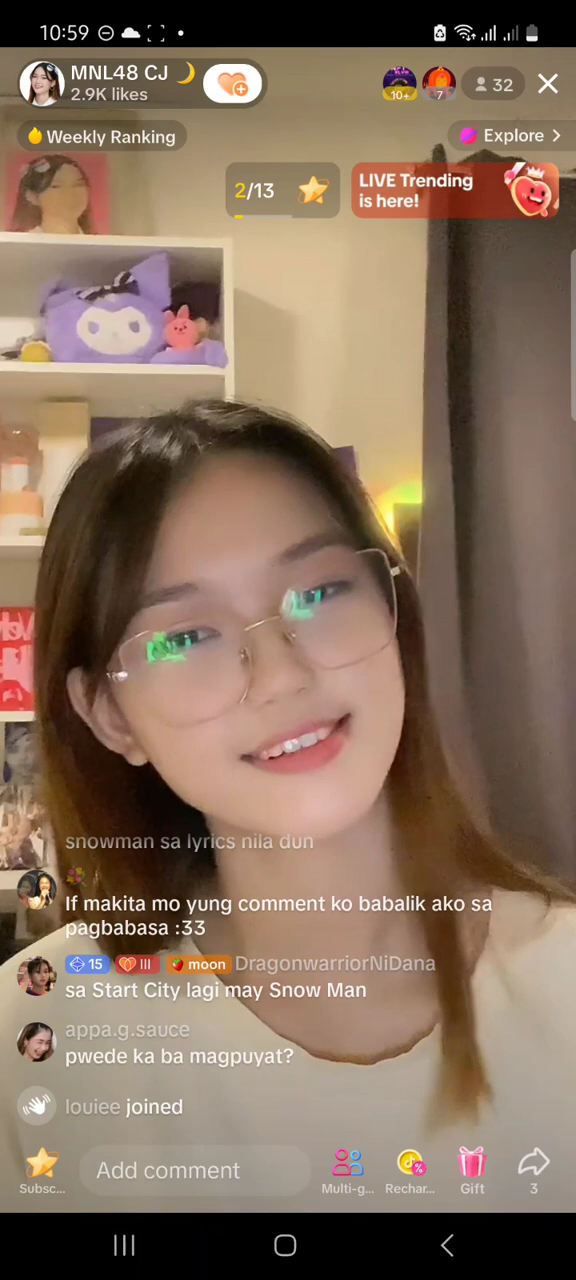 10:59
MNL48 CJ 🌙
2.9K likes
10+
7
32
Weekly Ranking
Explore >
2/13
LIVE Trending
is here!
snowman sa lyrics nila dun
If makita mo yung comment ko babalik ako sa
pagbabasa :33
15 III moon DragonwarriorNiDana
sa Start City lagi may Snow Man
appa.g.sauce
pwede ka ba magpuyat?
louiee joined
Add comment
Subsc...
Multi-g...
Rechar...
Gift
3